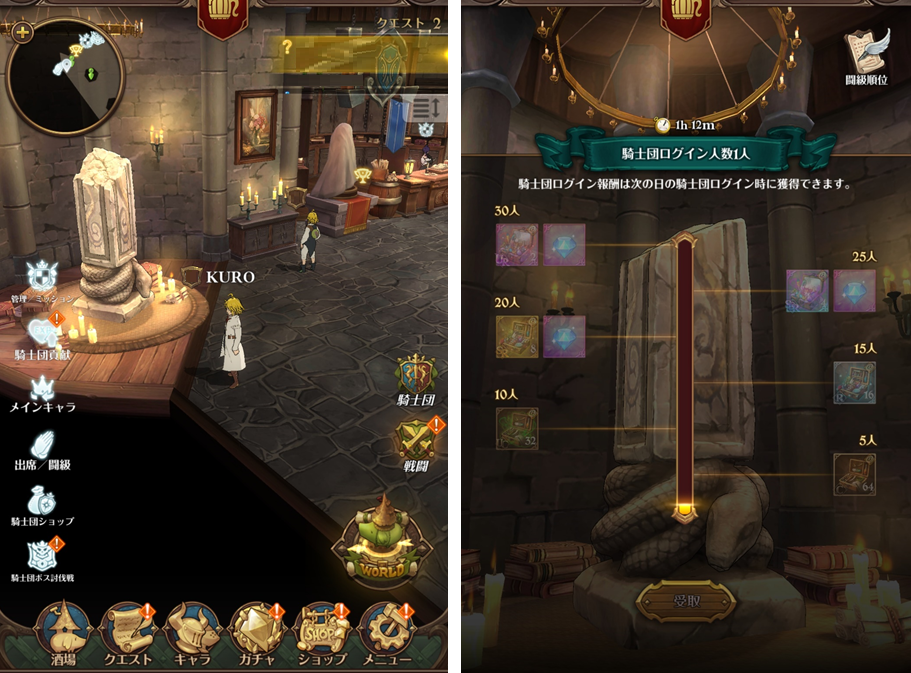 クエスト 2
?
KURO
管理／ミッション
騎士団貢献
メインキャラ
出席／闘級
騎士団ショップ
騎士団ボス討伐戦
騎士団
戦闘
WORLD
酒場
クエスト
キャラ
ガチャ
SHOP
ショップ
メニュー
闘級順位
1h 12m
騎士団ログイン人数1人
騎士団ログイン報酬は次の日の騎士団ログイン時に獲得できます。
30人
25人
20人
15人
16
10人
32
5人
64
受取